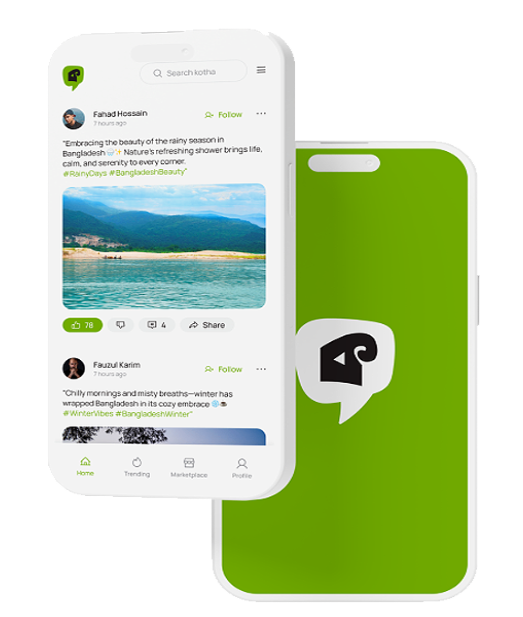 Search kotha
Fahad Hossain
Follow
7 hours ago
"Embracing the beauty of the rainy season in
Bangladesh 🌧️✨ Nature's refreshing shower brings life,
calm, and serenity to every corner.
#RainyDays #BangladeshBeauty"
78
4
Share
Fauzul Karim
Follow
7 hours ago
"Chilly mornings and misty breaths—winter has
wrapped Bangladesh in its cozy embrace ❄️☕
#WinterVibes #BangladeshWinter"
Home
Trending
Marketplace
Profile